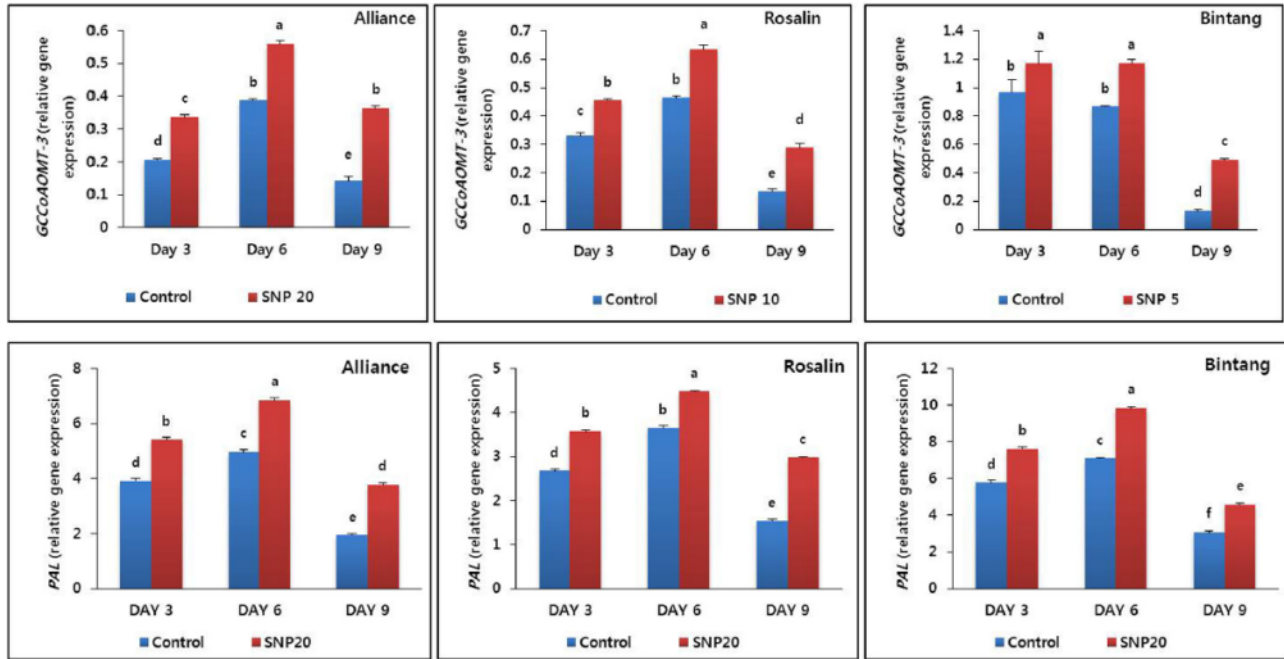 Alliance
GCCoAOMT-3 (relative gene
expression)
0.6
0.5
0.4
0.3
0.2
0.1
0
d
c
b
a
e
b
Day 3
Day 6
Day 9
Control
SNP 20
Rosalin
GCCoAOMT-3 (relative gene
expression)
0.7
0.6
0.5
0.4
0.3
0.2
0.1
0
c
b
b
a
e
d
Day 3
Day 6
Day 9
Control
SNP 10
Bintang
GCCoAOMT-3 (relative gene
expression)
1.4
1.2
1
0.8
0.6
0.4
0.2
0
b
a
b
a
d
c
Day 3
Day 6
Day 9
Control
SNP 5
Alliance
PAL (relative gene expression)
8
6
4
2
0
d
b
c
a
e
d
DAY 3
DAY 6
DAY 9
Control
SNP20
Rosalin
PAL (relative gene expression)
5
4
3
2
1
0
d
b
b
a
e
c
DAY 3
DAY 6
DAY 9
Control
SNP20
Bintang
PAL (relative gene expression)
12
10
8
6
4
2
0
d
b
c
a
f
e
DAY 3
DAY 6
DAY 9
Control
SNP20